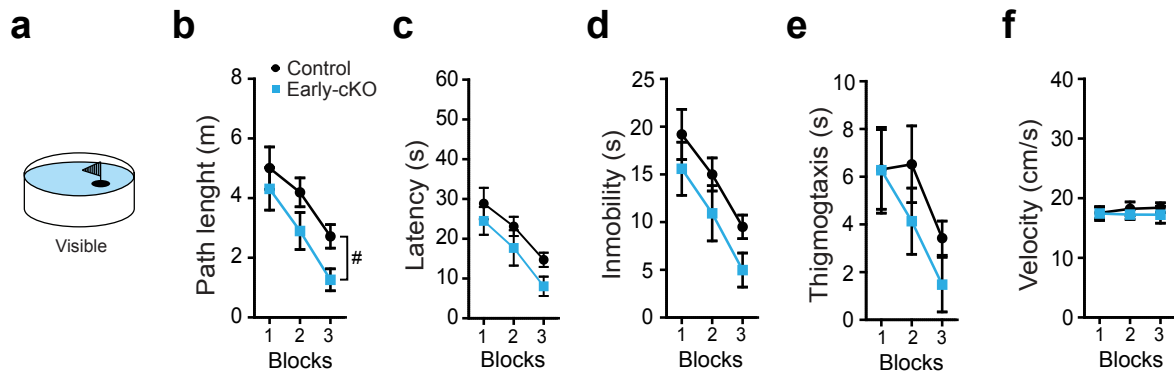 a
Visible
b
Path lenght (m)
8
6
4
2
0
Control
Early-cKO
#
1 2 3
Blocks
c
Latency (s)
60
50
40
30
20
10
0
1 2 3
Blocks
d
Inmobility (s)
25
20
15
10
5
0
1 2 3
Blocks
e
Thigmogtaxis (s)
10
8
6
4
2
0
1 2 3
Blocks
f
Velocity (cm/s)
40
30
20
10
0
1 2 3
Blocks